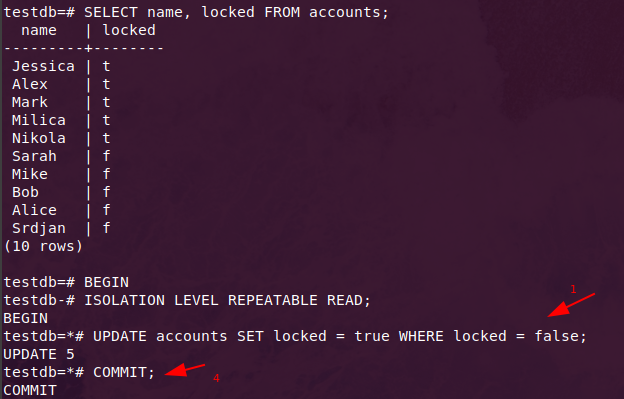 testdb=# SELECT name, locked FROM accounts;
  name   | locked
---------+--------
 Jessica | t
 Alex    | t
 Mark    | t
 Milica  | t
 Nikola  | t
 Sarah   | f
 Mike    | f
 Bob     | f
 Alice   | f
 Srdjan  | f
(10 rows)

testdb=# BEGIN
testdb-# ISOLATION LEVEL REPEATABLE READ;
BEGIN
1
testdb=*# UPDATE accounts SET locked = true WHERE locked = false;
UPDATE 5
testdb=*# COMMIT;
4
COMMIT